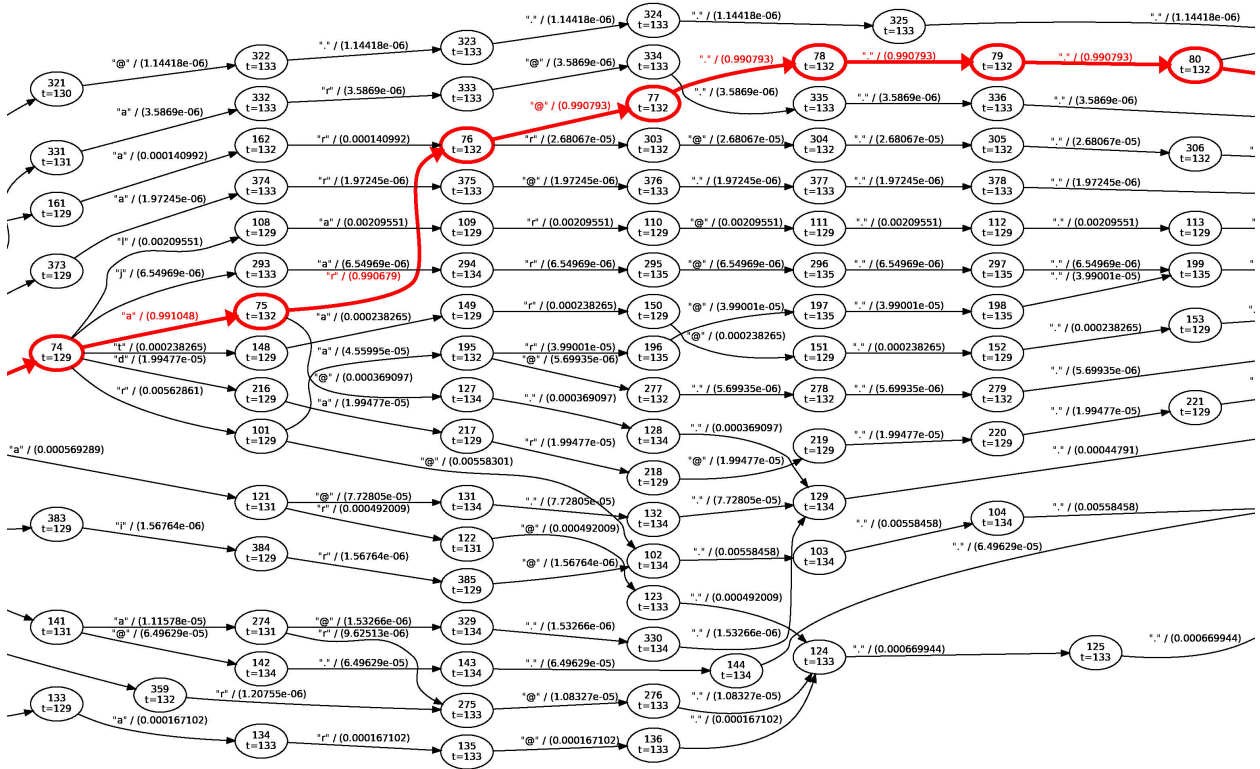 "." / (1.14418e-06)
324
t=133
"." / (1.14418e-06)
325
t=133
"." / (1.14418e-06)
"." / (1.14418e-06)
323
t=133
322
t=133
"@" / (1.14418e-06)
321
t=130
"@" / (3.5869e-06)
334
t=133
"." / (0.990793)
78
t=132
"." / (0.990793)
79
t=132
"." / (0.990793)
80
t=132
"r" / (3.5869e-06)
333
t=133
332
t=133
"a" / (3.5869e-06)
331
t=131
"@" / (0.990793)
77
t=132
"." / (3.5869e-06)
335
t=133
"." / (3.5869e-06)
336
t=133
"." / (3.5869e-06)
"a" / (0.000140992)
162
t=132
"r" / (0.000140992)
76
t=132
"r" / (2.68067e-05)
303
t=132
"@" / (2.68067e-05)
304
t=132
"." / (2.68067e-05)
305
t=132
"." / (2.68067e-05)
306
t=132
161
t=129
"a" / (1.97245e-06)
374
t=133
"r" / (1.97245e-06)
375
t=133
"@" / (1.97245e-06)
376
t=133
"." / (1.97245e-06)
377
t=133
"." / (1.97245e-06)
378
t=133
"." / (1.97245e-06)
373
t=129
"l" / (0.00209551)
108
t=129
"a" / (0.00209551)
109
t=129
"r" / (0.00209551)
110
t=129
"@" / (0.00209551)
111
t=129
"." / (0.00209551)
112
t=129
"." / (0.00209551)
113
t=129
"j" / (6.54969e-06)
293
t=133
"a" / (6.54969e-06)
"r" / (0.990679)
294
t=134
"r" / (6.54969e-06)
295
t=135
"@" / (6.54969e-06)
296
t=135
"." / (6.54969e-06)
297
t=135
"." / (6.54969e-06)
"." / (3.99001e-05)
199
t=135
"a" / (0.991048)
75
t=132
"a" / (0.000238265)
149
t=129
"r" / (0.000238265)
150
t=129
"@" / (3.99001e-05)
197
t=135
"." / (3.99001e-05)
198
t=135
74
t=129
"t" / (0.000238265)
"d" / (1.99477e-05)
148
t=129
"a" / (4.55995e-05)
195
t=132
"r" / (3.99001e-05)
"@" / (5.69935e-06)
196
t=135
"@" / (0.000238265)
151
t=129
"." / (0.000238265)
152
t=129
"." / (0.000238265)
153
t=129
"r" / (0.00562861)
216
t=129
"@" / (0.000369097)
"a" / (1.99477e-05)
127
t=134
"." / (0.000369097)
277
t=132
"." / (5.69935e-06)
278
t=132
"." / (5.69935e-06)
279
t=132
"." / (5.69935e-06)
101
t=129
217
t=129
"r" / (1.99477e-05)
128
t=134
"." / (0.000369097)
219
t=129
"." / (1.99477e-05)
220
t=129
"." / (1.99477e-05)
221
t=129
"a" / (0.000569289)
"@" / (0.00558301)
218
t=129
"@" / (1.99477e-05)
"." / (0.00044791)
121
t=131
"@" / (7.72805e-05)
"r" / (0.000492009)
131
t=134
"." / (7.72805e-05)
132
t=134
"." / (7.72805e-05)
129
t=134
383
t=129
"i" / (1.56764e-06)
384
t=129
"r" / (1.56764e-06)
122
t=131
"@" / (0.000492009)
102
t=134
"." / (0.00558458)
103
t=134
"." / (0.00558458)
104
t=134
"." / (0.00558458)
"." / (6.49629e-05)
385
t=129
"@" / (1.56764e-06)
123
t=133
"." / (0.000492009)
141
t=131
"a" / (1.11578e-05)
"@" / (6.49629e-05)
274
t=131
"@" / (1.53266e-06)
"r" / (9.62513e-06)
329
t=134
"." / (1.53266e-06)
330
t=134
"." / (1.53266e-06)
124
t=133
"." / (0.000669944)
125
t=133
"." / (0.000669944)
142
t=134
"." / (6.49629e-05)
143
t=134
"." / (6.49629e-05)
144
t=134
359
t=132
"r" / (1.20755e-06)
275
t=133
"@" / (1.08327e-05)
276
t=133
"." / (1.08327e-05)
"." / (0.000167102)
133
t=129
"a" / (0.000167102)
134
t=133
"r" / (0.000167102)
135
t=133
"@" / (0.000167102)
136
t=133